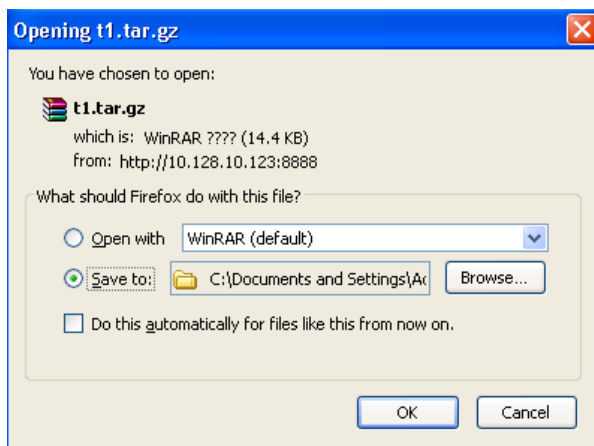 Opening t1.tar.gz
You have chosen to open:
t1.tar.gz
which is: WinRAR ???? (14.4 KB)
from: http://10.128.10.123:8888
What should Firefox do with this file?
Open with WinRAR (default)
Save to: C:\Documents and Settings\Ac Browse...
Do this automatically for files like this from now on.
OK Cancel